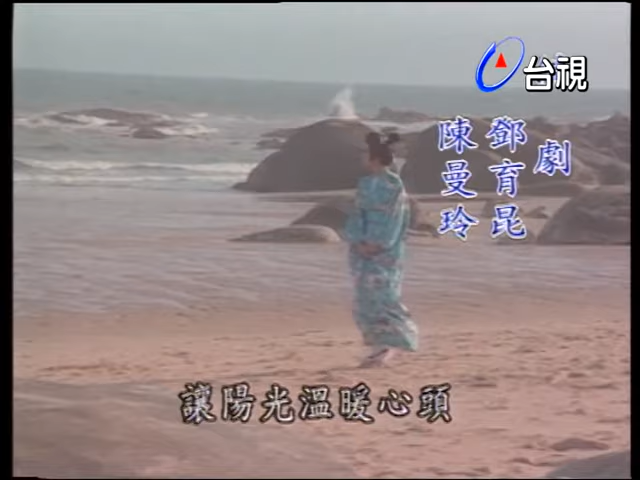 台視
劇
鄧育昆
陳曼玲
讓陽光溫暖心頭